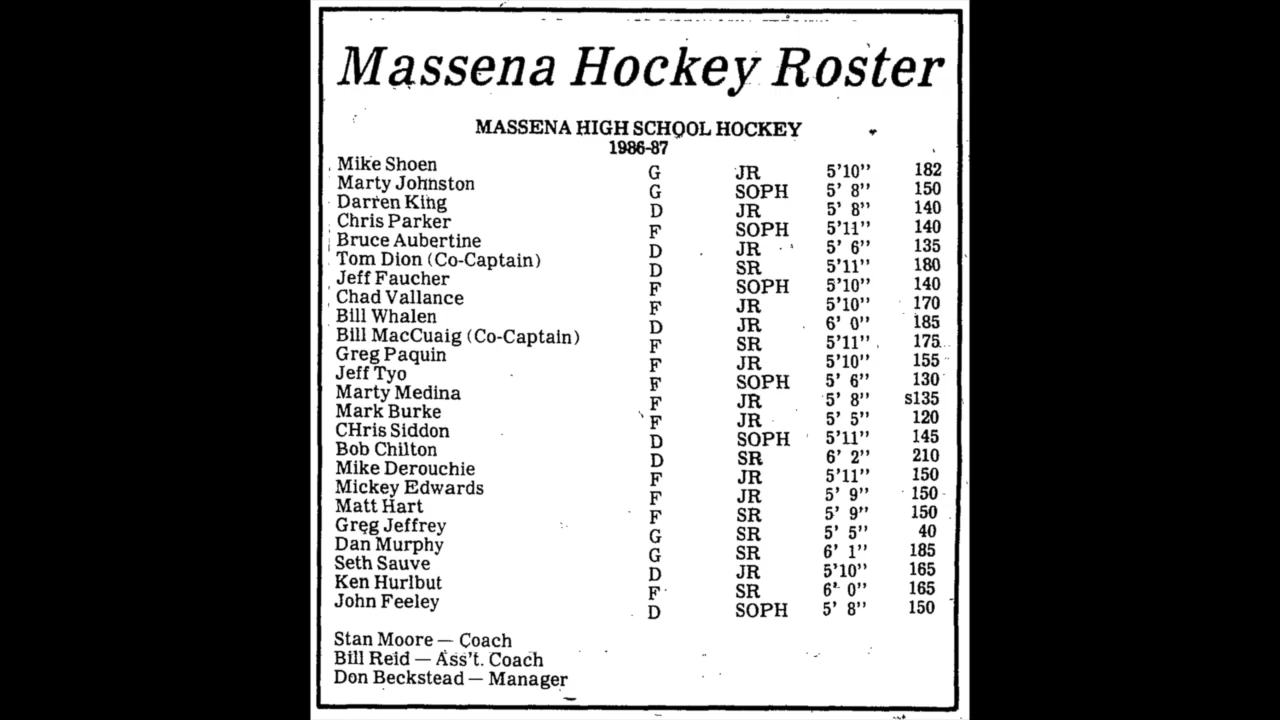 Massena Hockey Roster
MASSENA HIGH SCHOOL HOCKEY
1986-87
Mike Shoen G JR 5'10" 182
Marty Johnston G SOPH 5' 8" 150
Darren King D JR 5' 8" 140
Chris Parker F SOPH 5'11" 140
Bruce Aubertine D JR 5' 6" 135
Tom Dion (Co-Captain) D SR 5'11" 180
Jeff Faucher F SOPH 5'10" 140
Chad Vallance F JR 5'10" 170
Bill Whalen D JR 6' 0" 185
Bill MacCuaig (Co-Captain) F SR 5'11" 175
Greg Paquin F JR 5'10" 155
Jeff Tyo F SOPH 5' 6" 130
Marty Medina F JR 5' 8" s135
Mark Burke F JR 5' 5" 120
CHris Siddon D SOPH 5'11" 145
Bob Chilton D SR 6' 2" 210
Mike Derouchie F JR 5'11" 150
Mickey Edwards F JR 5' 9" 150
Matt Hart F SR 5' 9" 150
Greg Jeffrey G SR 5' 5" 40
Dan Murphy G SR 6' 1" 185
Seth Sauve D JR 5'10" 165
Ken Hurlbut F SR 6' 0" 165
John Feeley D SOPH 5' 8" 150
Stan Moore — Coach
Bill Reid — Ass't. Coach
Don Beckstead — Manager